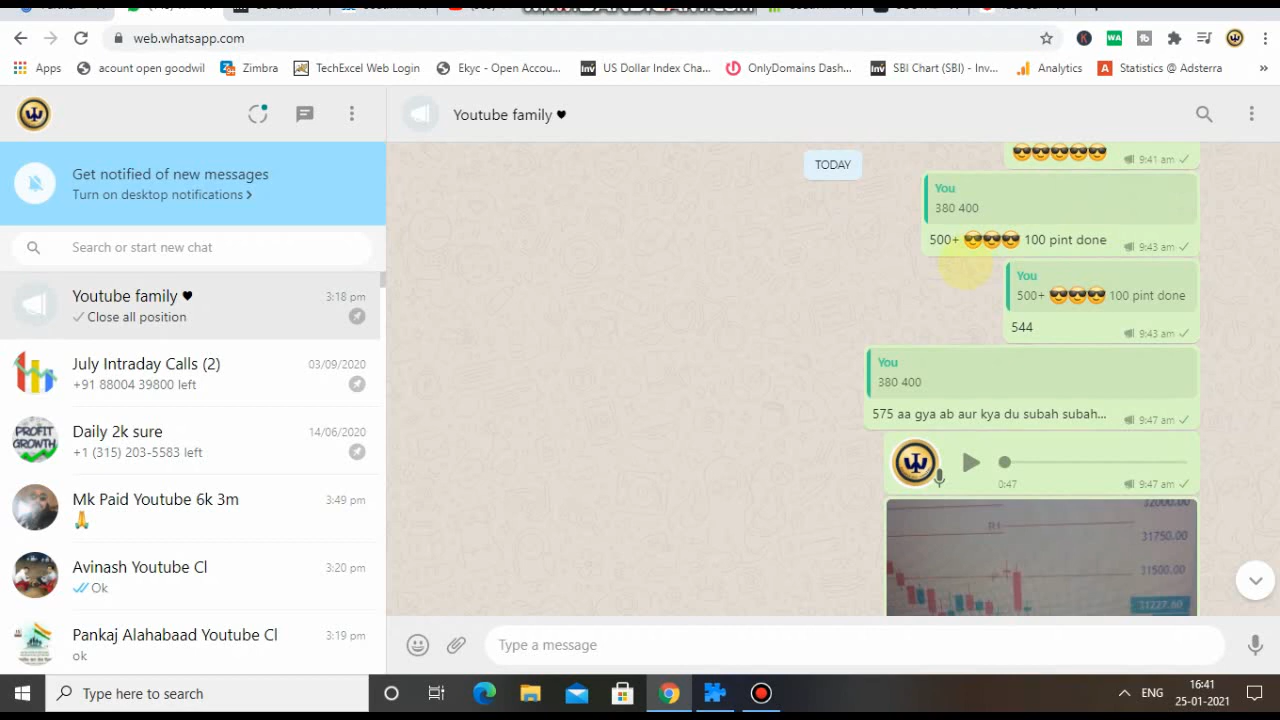 web.whatsapp.com
WA
Apps
acount open goodwil
Zimbra
TechExcel Web Login
Ekyc - Open Accou...
Inv
US Dollar Index Cha...
OnlyDomains Dash...
Inv
SBI Chart (SBI) - Inv...
Analytics
Statistics @ Adsterra
»
Get notified of new messages
Turn on desktop notifications >
Search or start new chat
Youtube family ♥
3:18 pm
✓ Close all position
July Intraday Calls (2)
03/09/2020
+91 88004 39800 left
PROFIT
GROWTH
Daily 2k sure
14/06/2020
+1 (315) 203-5583 left
Mk Paid Youtube 6k 3m
3:49 pm
🙏
Avinash Youtube Cl
3:20 pm
Ok
Pankaj Alahabaad Youtube Cl
3:19 pm
ok
Youtube family ♥
TODAY
😎😎😎😎😎
9:41 am
You
380 400
500+ 😎😎😎 100 pint done
9:43 am
You
500+ 😎😎😎 100 pint done
544
9:43 am
You
380 400
575 aa gya ab aur kya du subah subah...
9:47 am
0:47
9:47 am
32000.00
R1
31750.00
31500.00
31227.60
Type a message
Type here to search
ENG
16:41
25-01-2021